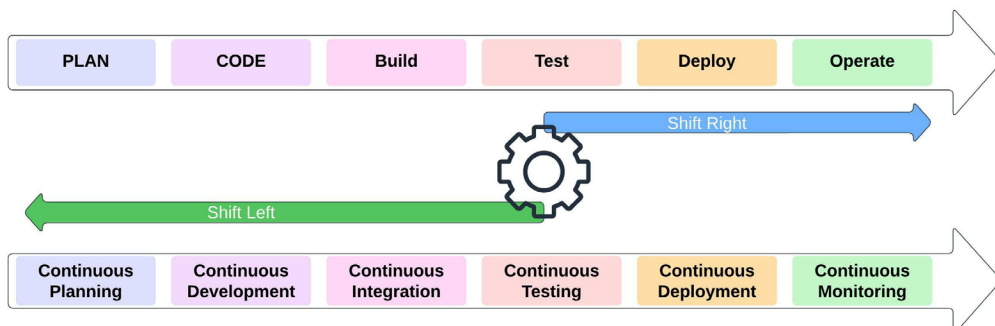 PLAN
CODE
Build
Test
Deploy
Operate
Shift Right
Shift Left
Continuous
Planning
Continuous
Development
Continuous
Integration
Continuous
Testing
Continuous
Deployment
Continuous
Monitoring